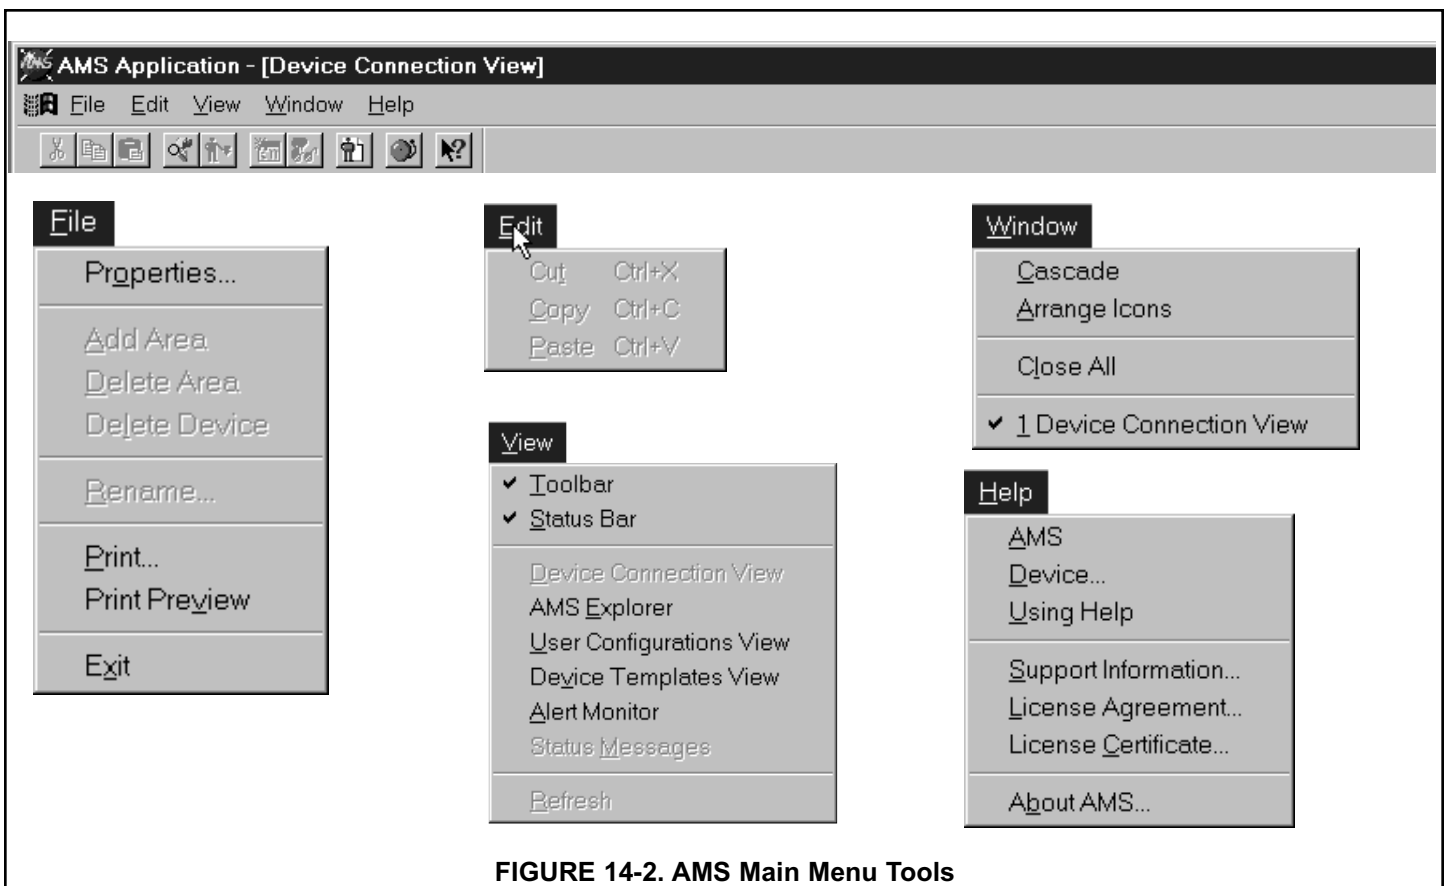 AMS
AMS Application - [Device Connection View]
File Edit View Window Help
File
Properties...
Add Area
Delete Area
Delete Device
Rename...
Print...
Print Preview
Exit
Edit
Cut Ctrl+X
Copy Ctrl+C
Paste Ctrl+V
View
Toolbar
Status Bar
Device Connection View
AMS Explorer
User Configurations View
Device Templates View
Alert Monitor
Status Messages
Refresh
Window
Cascade
Arrange Icons
Close All
1 Device Connection View
Help
AMS
Device...
Using Help
Support Information...
License Agreement...
License Certificate...
About AMS...
FIGURE 14-2. AMS Main Menu Tools